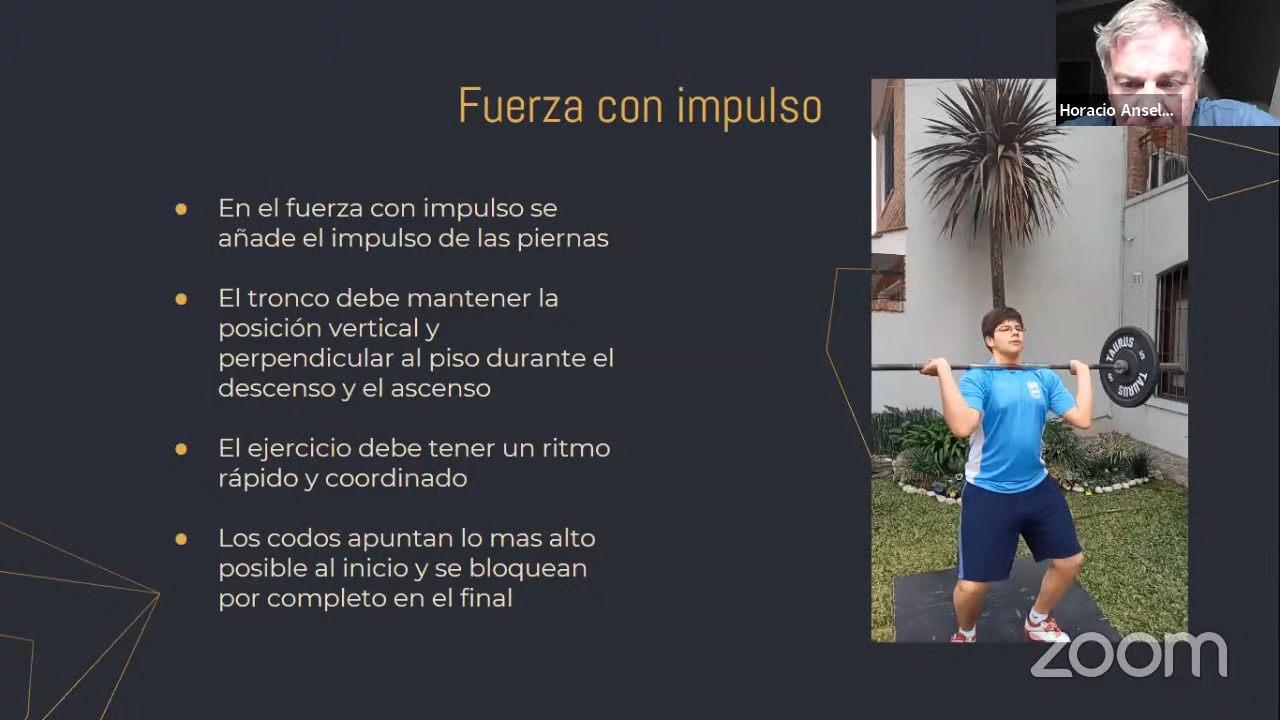 Fuerza con impulso
Horacio Ansel...
● En el fuerza con impulso se
añade el impulso de las piernas
● El tronco debe mantener la
posición vertical y
perpendicular al piso durante el
descenso y el ascenso
● El ejercicio debe tener un ritmo
rápido y coordinado
● Los codos apuntan lo mas alto
posible al inicio y se bloquean
por completo en el final
TAURUS 5
5 TAURUS
zoom